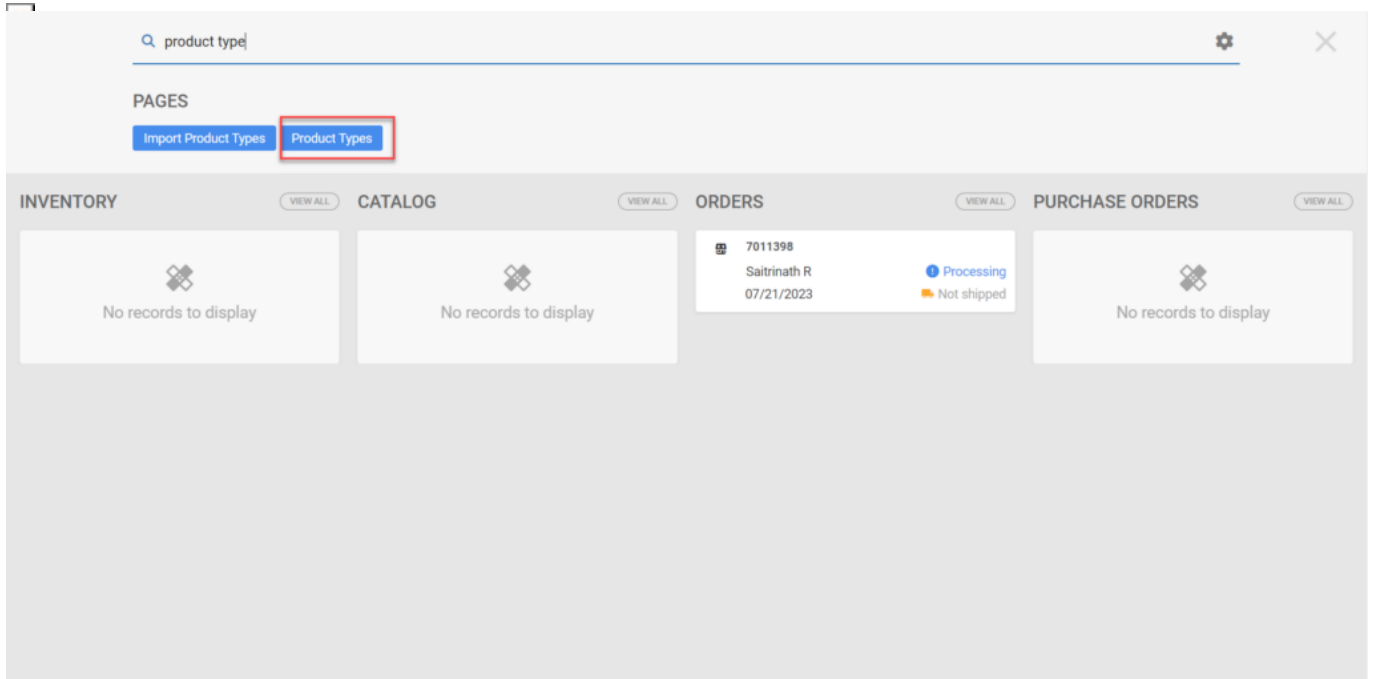 product type
PAGES
Import Product Types
Product Types
INVENTORY
VIEW ALL
No records to display
CATALOG
VIEW ALL
No records to display
ORDERS
VIEW ALL
7011398
Saitrinath R
Processing
07/21/2023
Not shipped
PURCHASE ORDERS
VIEW ALL
No records to display